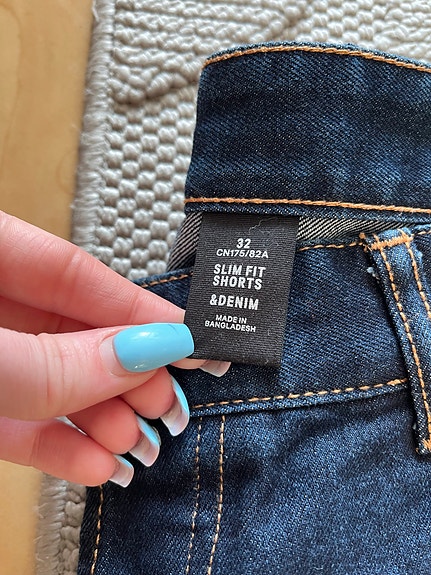 32
CN175/82A
SLIM FIT
SHORTS
&DENIM
MADE IN
BANGLADESH